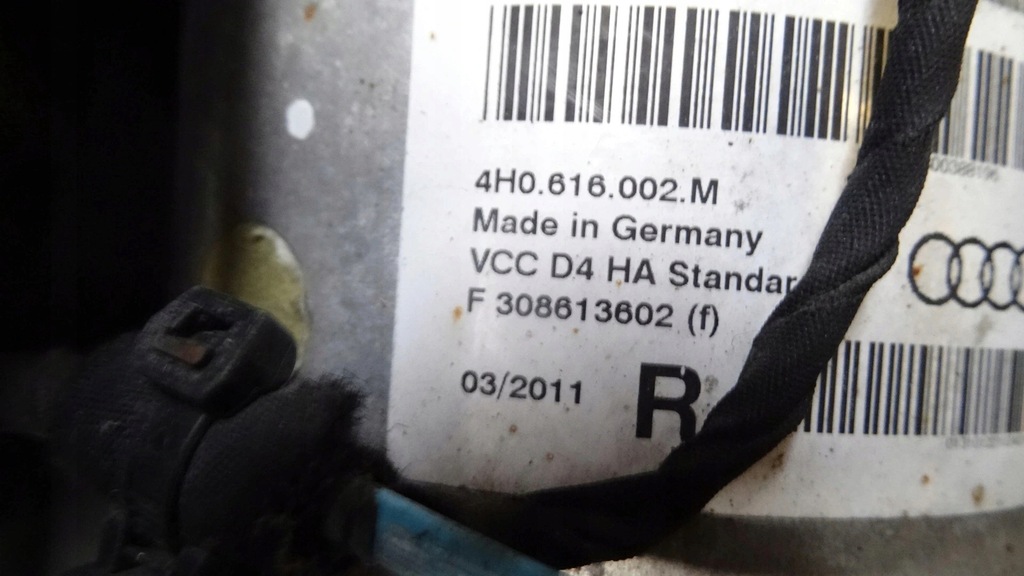 4H0.616.002.M
Made in Germany
VCC D4 HA Standar
F 308613602 (f)
03/2011
R